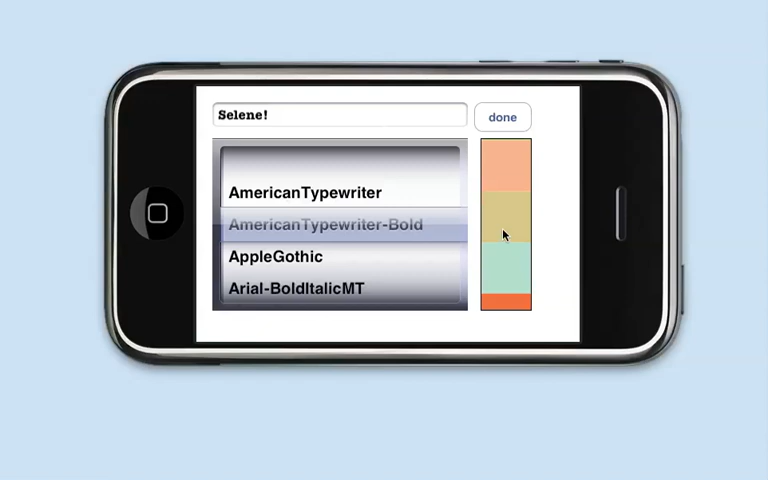 Selene!
done
AmericanTypewriter
AmericanTypewriter-Bold
AppleGothic
Arial-BoldItalicMT